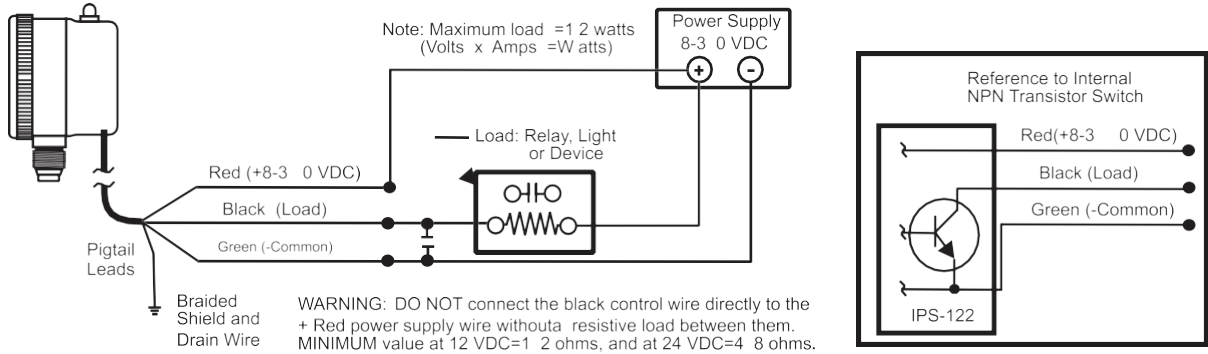 Note: Maximum load =1 2 watts
(Volts x Amps =W atts)
Power Supply
8-3 0 VDC
+
-
Load: Relay, Light
or Device
Red (+8-3 0 VDC)
Black (Load)
Green (-Common)
Pigtail
Leads
Braided
Shield and
Drain Wire
WARNING: DO NOT connect the black control wire directly to the
+ Red power supply wire withouta resistive load between them.
MINIMUM value at 12 VDC=1 2 ohms, and at 24 VDC=4 8 ohms.
Reference to Internal
NPN Transistor Switch
Red(+8-3 0 VDC)
Black (Load)
Green (-Common)
IPS-122